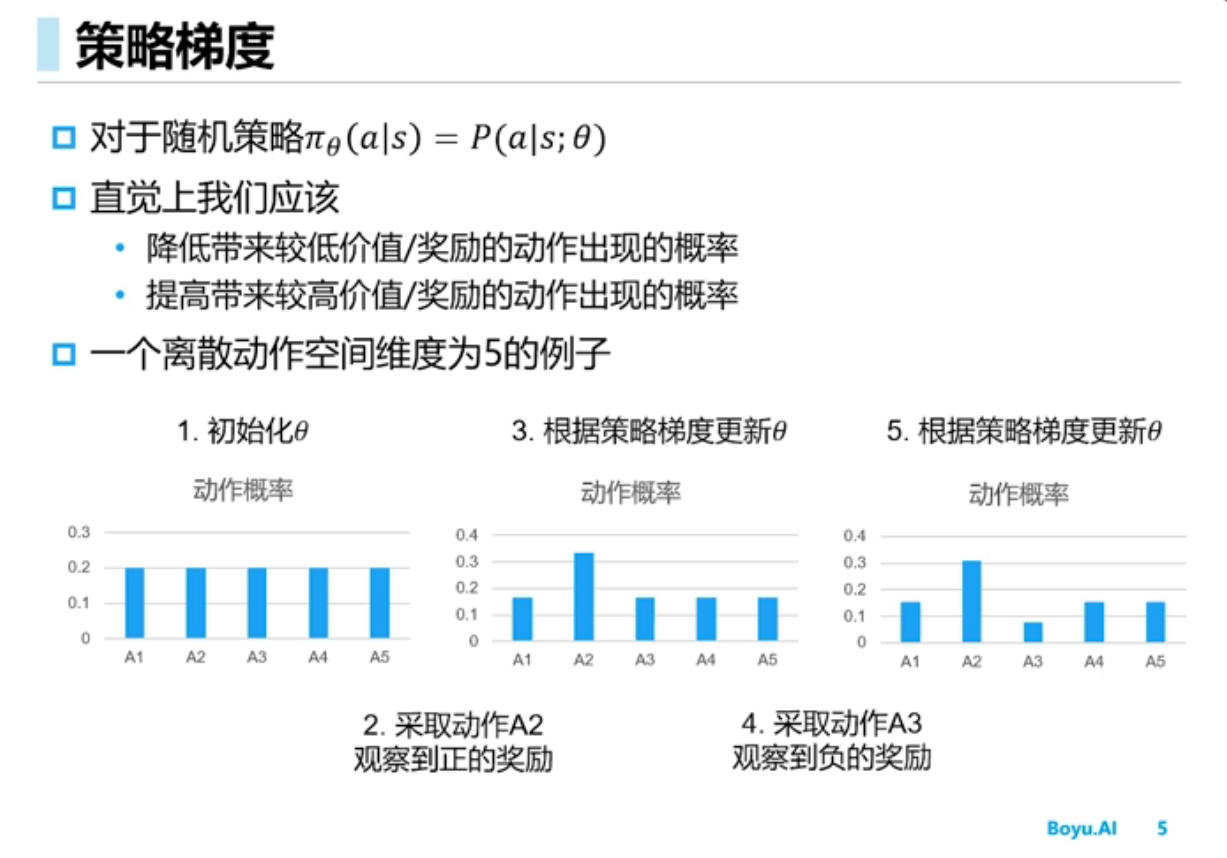 策略梯度
对于随机策略π_θ(a|s) = P(a|s; θ)
直觉上我们应该
降低带来较低价值/奖励的动作出现的概率
提高带来较高价值/奖励的动作出现的概率
一个离散动作空间维度为5的例子
1. 初始化θ
动作概率
0.3
0.2
0.1
0
A1 A2 A3 A4 A5
2. 采取动作A2
观察到正的奖励
3. 根据策略梯度更新θ
动作概率
0.4
0.3
0.2
0.1
0
A1 A2 A3 A4 A5
4. 采取动作A3
观察到负的奖励
5. 根据策略梯度更新θ
动作概率
0.4
0.3
0.2
0.1
0
A1 A2 A3 A4 A5
Boyu.AI 5